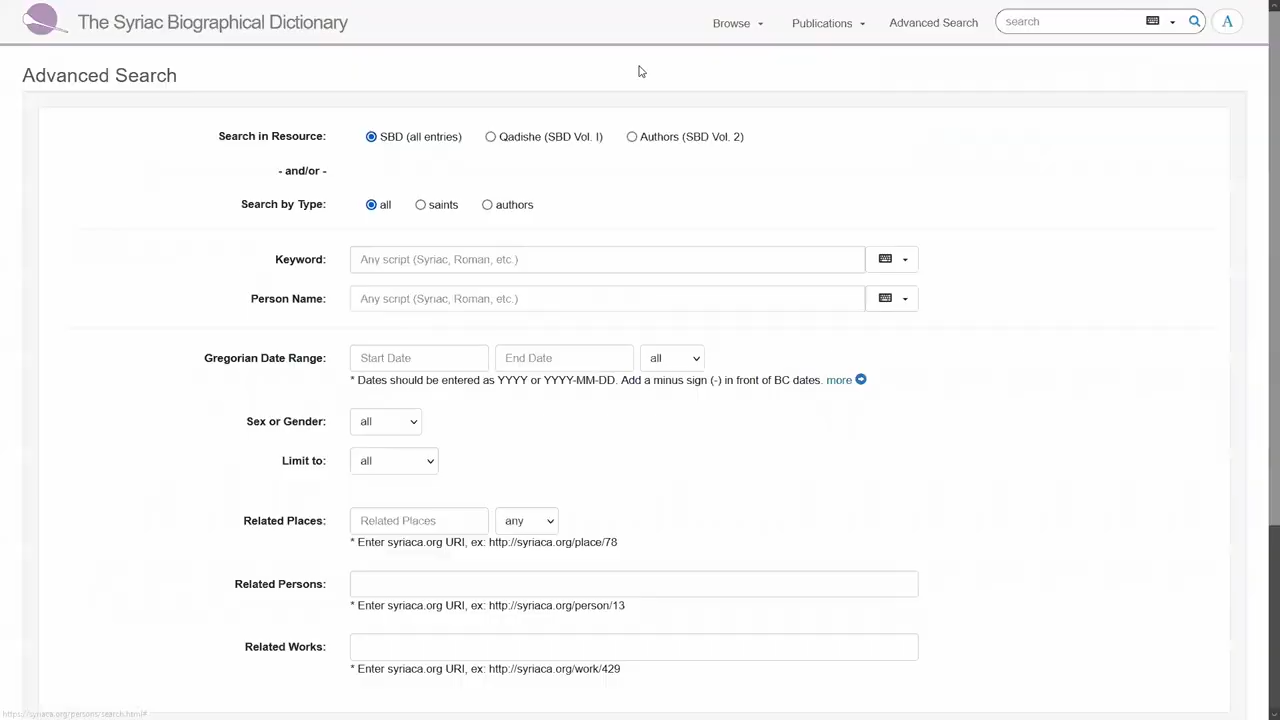 The Syriac Biographical Dictionary Browse Publications Advanced Search search A
Advanced Search
Search in Resource: SBD (all entries) Qadishe (SBD Vol. I) Authors (SBD Vol. 2)
- and/or -
Search by Type: all saints authors
Keyword: Any script (Syriac, Roman, etc.)
Person Name: Any script (Syriac, Roman, etc.)
Gregorian Date Range: Start Date End Date all
* Dates should be entered as YYYY or YYYY-MM-DD. Add a minus sign (-) in front of BC dates. more
Sex or Gender: all
Limit to: all
Related Places: Related Places any
* Enter syriaca.org URI, ex: http://syriaca.org/place/78
Related Persons:
* Enter syriaca.org URI, ex: http://syriaca.org/person/13
Related Works:
* Enter syriaca.org URI, ex: http://syriaca.org/work/429
https://syriaca.org/persons/search.html#